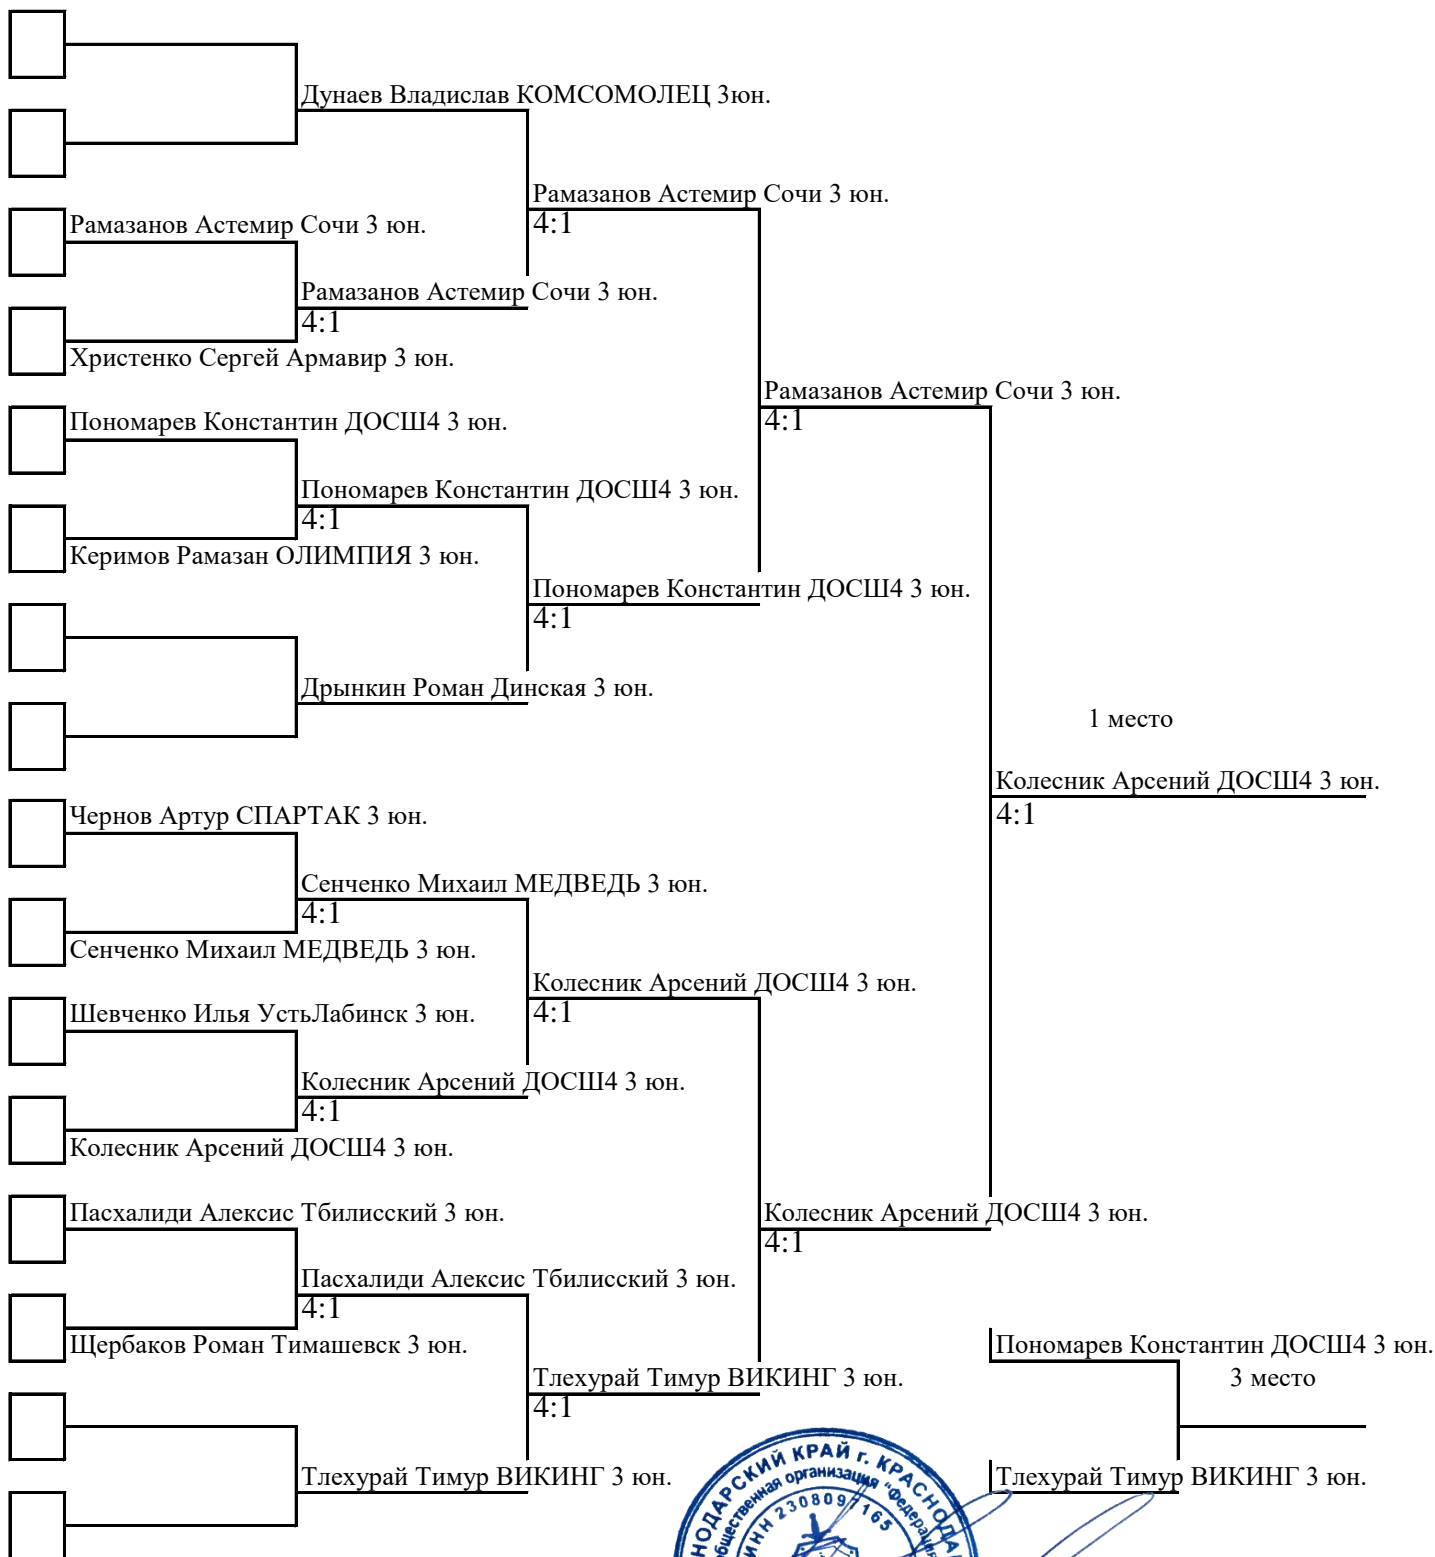 Дунаев Владислав КОМСОМОЛЕЦ 3юн.
Рамазанов Астемир Сочи 3 юн.
4:1
Рамазанов Астемир Сочи 3 юн.
Рамазанов Астемир Сочи 3 юн.
4:1
Христенко Сергей Армавир 3 юн.
Рамазанов Астемир Сочи 3 юн.
4:1
Пономарев Константин ДОСШ4 3 юн.
Пономарев Константин ДОСШ4 3 юн.
4:1
Керимов Рамазан ОЛИМПИЯ 3 юн.
Пономарев Константин ДОСШ4 3 юн.
4:1
Дрынкин Роман Динская 3 юн.
1 место
Колесник Арсений ДОСШ4 3 юн.
4:1
Чернов Артур СПАРТАК 3 юн.
Сенченко Михаил МЕДВЕДЬ 3 юн.
4:1
Сенченко Михаил МЕДВЕДЬ 3 юн.
Колесник Арсений ДОСШ4 3 юн.
4:1
Шевченко Илья УстьЛабинск 3 юн.
Колесник Арсений ДОСШ4 3 юн.
4:1
Колесник Арсений ДОСШ4 3 юн.
Пасхалиди Алексис Тбилисский 3 юн.
Колесник Арсений ДОСШ4 3 юн.
4:1
Пасхалиди Алексис Тбилисский 3 юн.
4:1
Щербаков Роман Тимашевск 3 юн.
Пономарев Константин ДОСШ4 3 юн.
Тлехурай Тимур ВИКИНГ 3 юн.
4:1
3 место
Тлехурай Тимур ВИКИНГ 3 юн.
Тлехурай Тимур ВИКИНГ 3 юн.
КРАЙ г.
организация
ИНН 2308097165